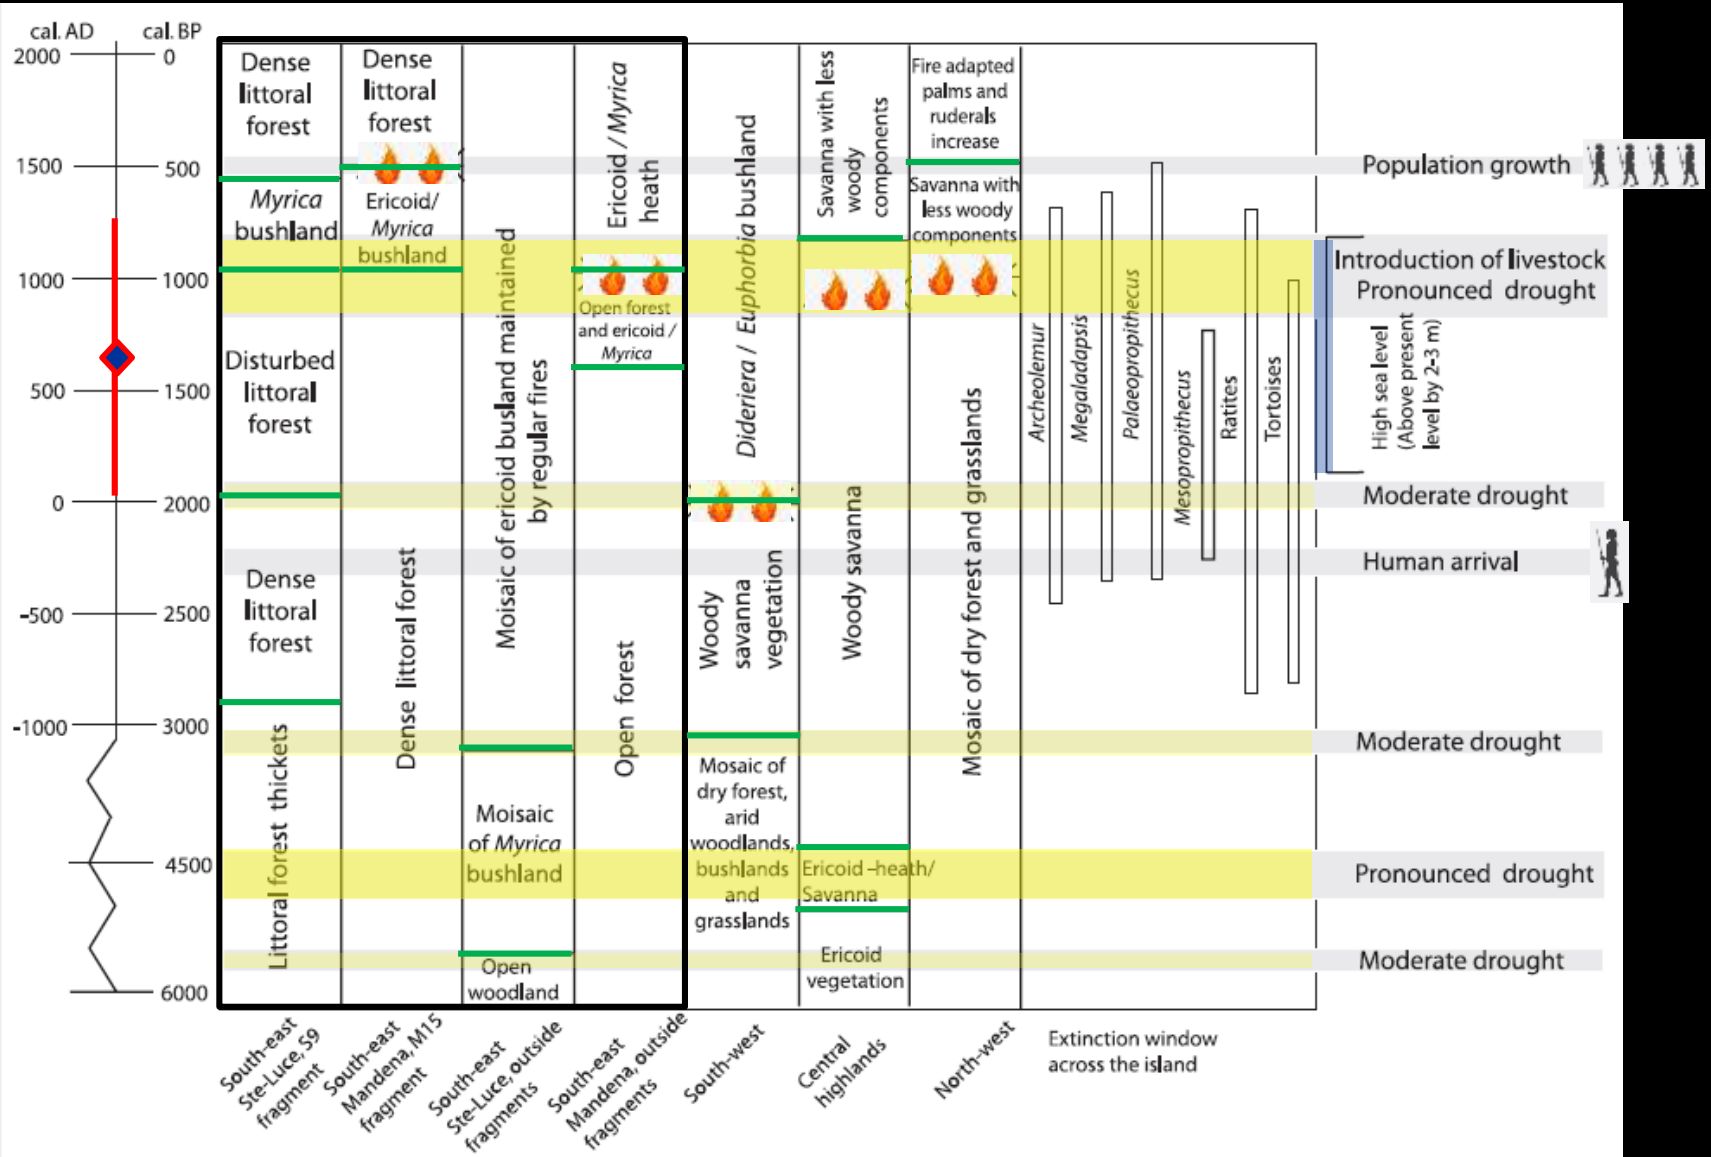 cal. AD
cal. BP
2000
0
1500
500
1000
1000
500
1500
0
2000
-500
2500
-1000
3000
4500
6000
Dense
littoral
forest
Myrica
bushland
Disturbed
littoral
forest
Dense
littoral
forest
Littoral forest thickets
Dense
littoral
forest
Ericoid/
Myrica
bushland
Dense littoral forest
Moisaic of ericoid busland maintained
by regular fires
Moisaic
of Myrica
bushland
Open
woodland
Ericoid / Myrica
heath
Open forest
and ericoid /
Myrica
Open forest
Didieriera / Euphorbia bushland
Woody
savanna
vegetation
Mosaic of
dry forest,
arid
woodlands,
bushlands
and
grasslands
Savanna with less
woody
components
Woody savanna
Ericoid -heath/
Savanna
Ericoid
vegetation
Fire adapted
palms and
ruderals
increase
Savanna with
less woody
components
Mosaic of dry forest and grasslands
Archeolemur
Megaladapsis
Palaeopropithecus
Mesopropithecus
Ratites
Tortoises
Population growth
Introduction of livestock
Pronounced drought
High sea level
(Above present
level by 2-3 m)
Moderate drought
Human arrival
Moderate drought
Pronounced drought
Moderate drought
South-east
Ste-Luce, S9
fragment
South-east
Mandena, M15
fragment
South-east
Ste-Luce, outside
fragments
South-east
Mandena, outside
fragments
South-west
Central
highlands
North-west
Extinction window
across the island